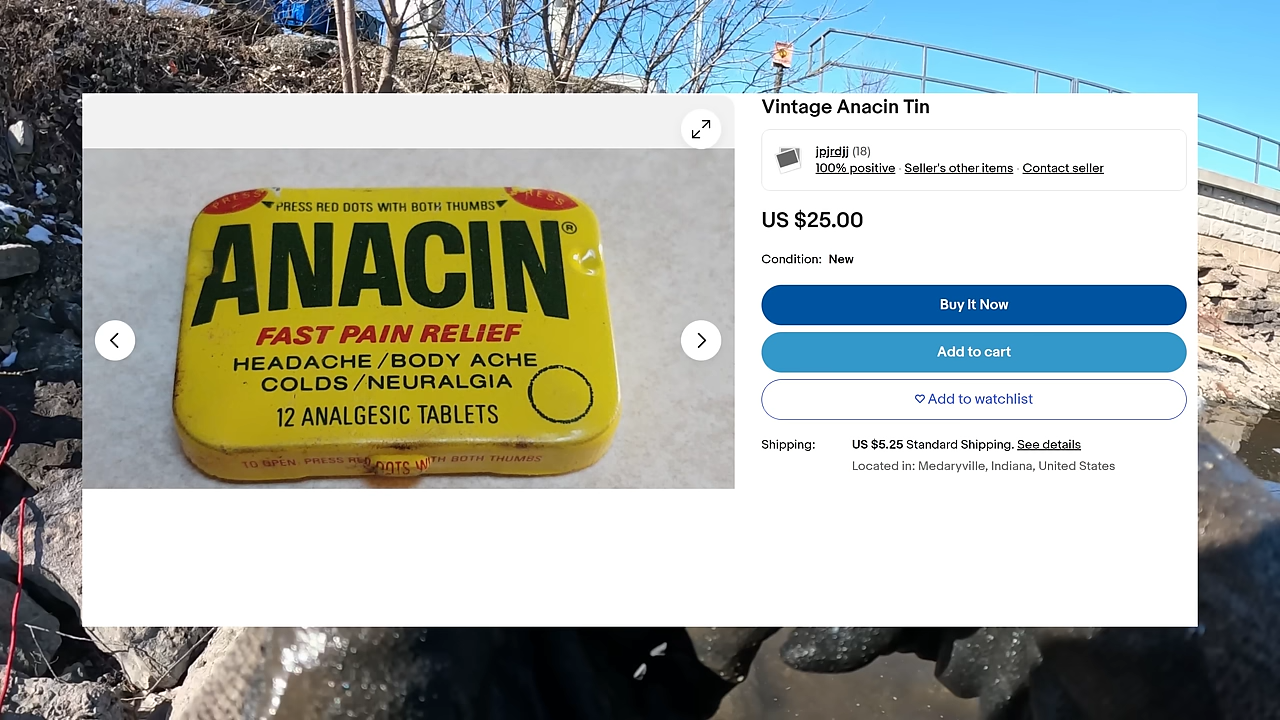 Vintage Anacin Tin
jpjrdjj (18)
100% positive · Seller's other items · Contact seller
US $25.00
Condition: New
Buy It Now
Add to cart
Add to watchlist
Shipping: US $5.25 Standard Shipping. See details
Located in: Medaryville, Indiana, United States
PRESS PRESS
PRESS RED DOTS WITH BOTH THUMBS
ANACIN®
FAST PAIN RELIEF
HEADACHE/BODY ACHE
COLDS/NEURALGIA
12 ANALGESIC TABLETS
TO OPEN PRESS RED DOTS WITH BOTH THUMBS